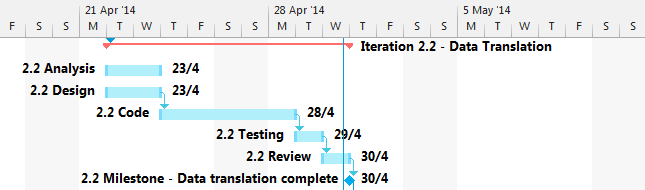 21 Apr '14 28 Apr '14 5 May '14
F S S M T W T F S S M T W T F S S M T W T F S S
Iteration 2.2 - Data Translation
2.2 Analysis 23/4
2.2 Design 23/4
2.2 Code 28/4
2.2 Testing 29/4
2.2 Review 30/4
2.2 Milestone - Data translation complete 30/4